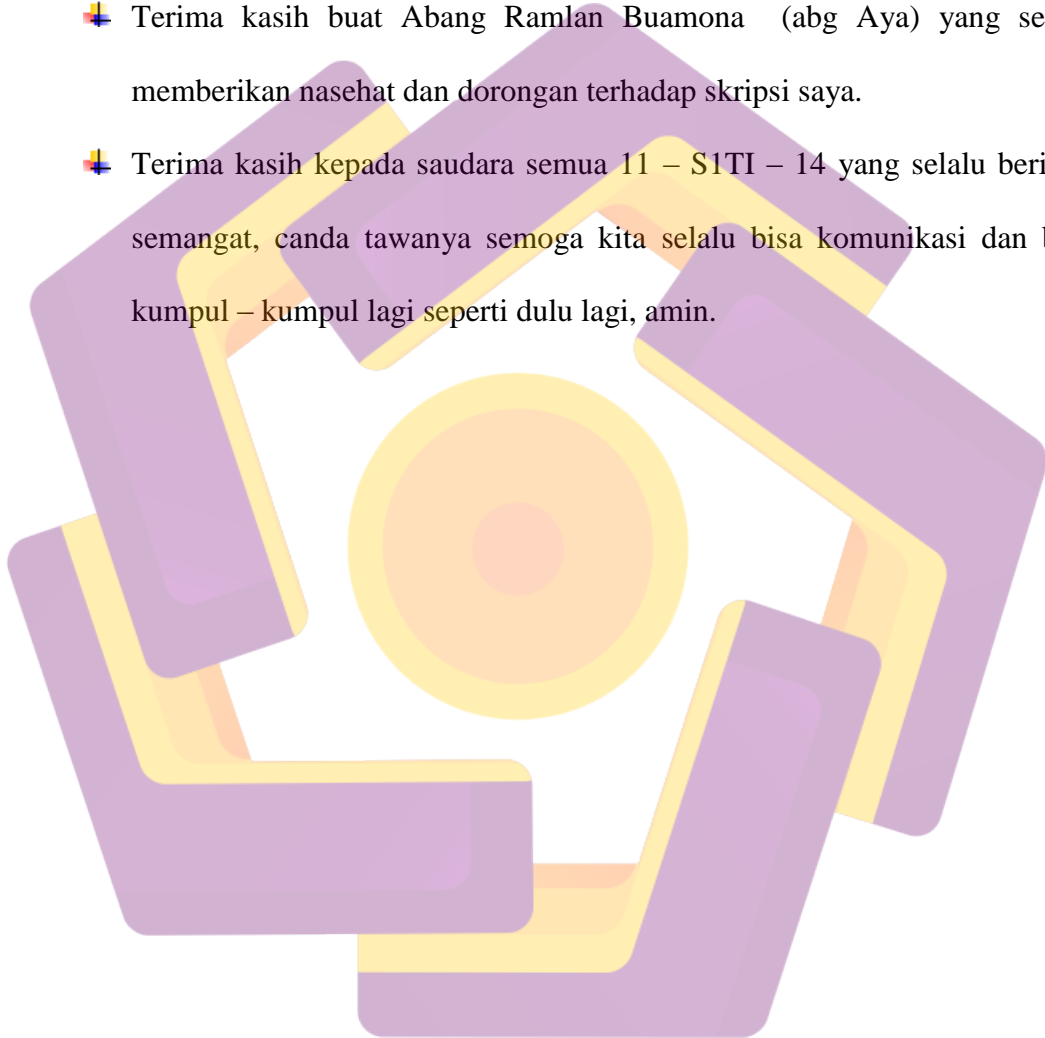 Terima kasih buat Abang Ramlan Buamona (abg Aya) yang se
memberikan nasehat dan dorongan terhadap skripsi saya.
Terima kasih kepada saudara semua 11 – S1TI – 14 yang selalu beri
semangat, canda tawanya semoga kita selalu bisa komunikasi dan
kumpul – kumpul lagi seperti dulu lagi, amin.